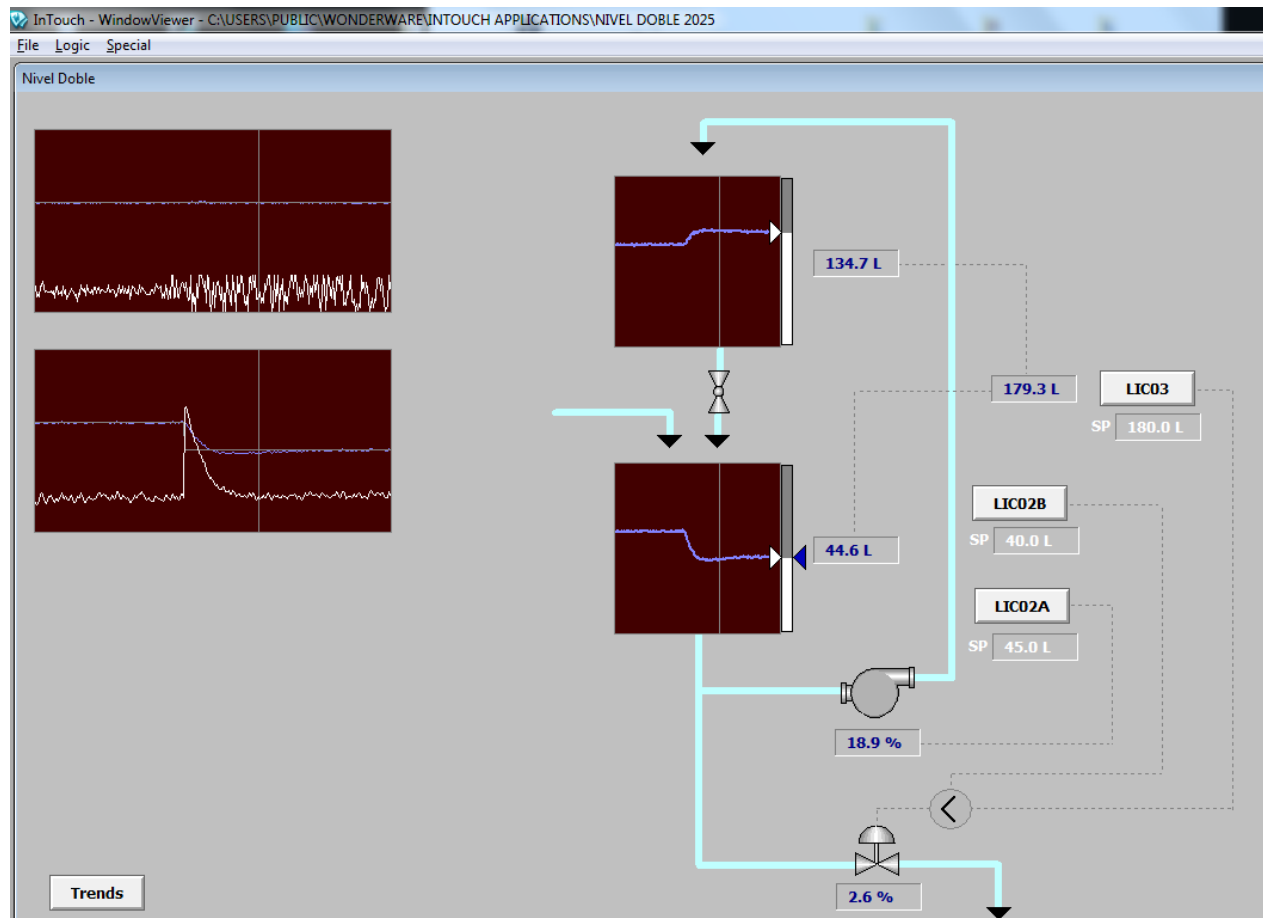 InTouch - WindowViewer - C:\USERS\PUBLIC\WONDERWARE\INTOUCH APPLICATIONS\NIVEL DOBLE 2025
File Logic Special
Nivel Doble
134.7 L
179.3 L
LIC03
SP 180.0 L
LIC02B
SP 40.0 L
44.6 L
LIC02A
SP 45.0 L
18.9 %
<
2.6 %
Trends